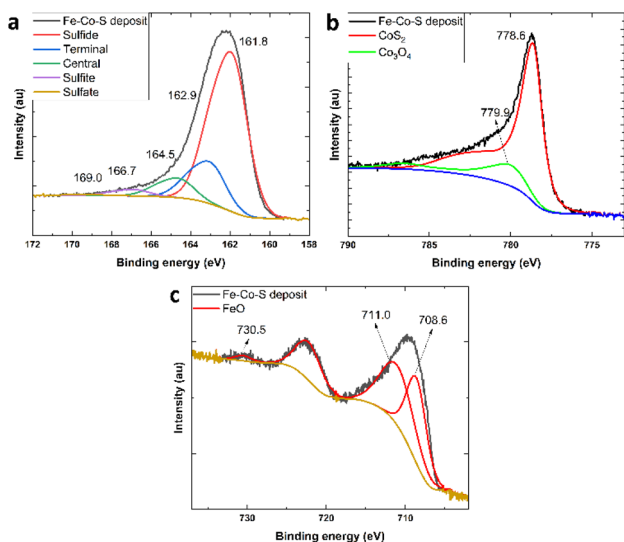 a
Fe-Co-S deposit
Sulfide
Terminal
Central
Sulfite
Sulfate
161.8
162.9
164.5
166.7
169.0
Intensity (au)
172 170 168 166 164 162 160 158
Binding energy (eV)
b
Fe-Co-S deposit
CoS₂
Co₃O₄
778.6
779.9
Intensity (au)
790 785 780 775
Binding energy (eV)
c
Fe-Co-S deposit
FeO
730.5
711.0
708.6
Intensity (au)
730 720 710
Binding energy (eV)